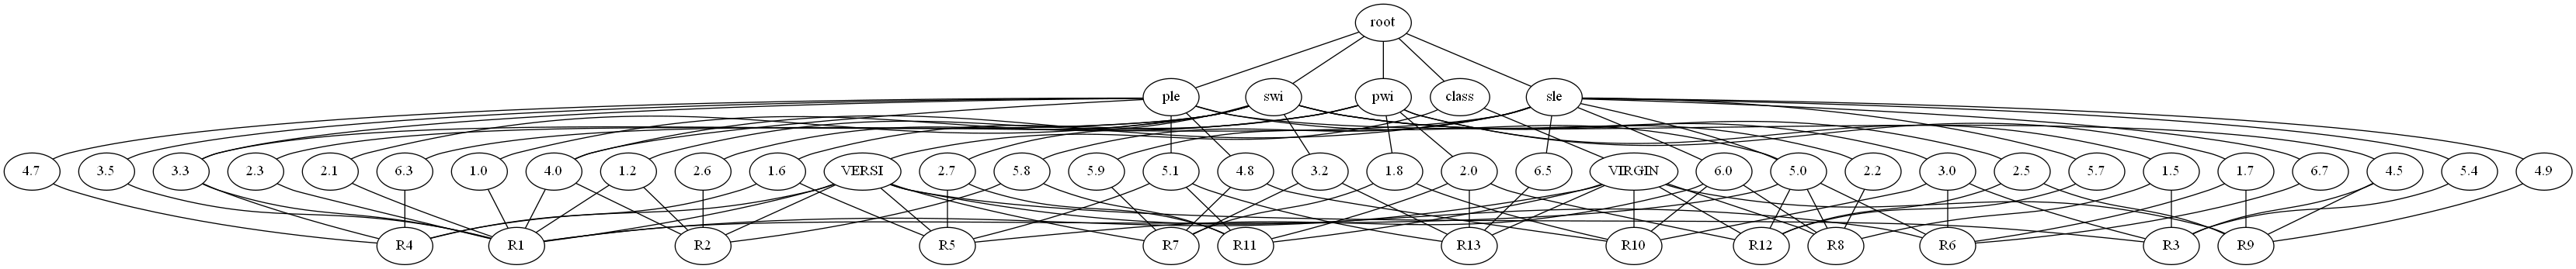 root
ple swi pwi class sle
4.7 3.5 3.3 2.3 2.1 6.3 1.0 4.0 1.2 2.6 1.6 VERSI 2.7 5.8 5.9 5.1 4.8 3.2 1.8 2.0 6.5 VIRGIN 6.0 5.0 2.2 3.0 2.5 5.7 1.5 1.7 6.7 4.5 5.4 4.9
R4 R1 R2 R5 R7 R11 R13 R10 R12 R8 R6 R3 R9